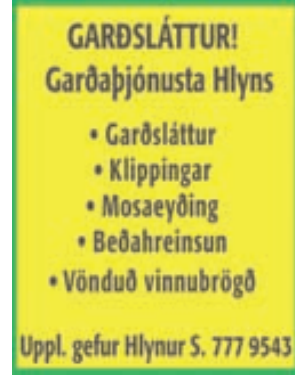 GARÐSLÁTTUR!
Garðaþjónusta Hlyns
• Garðsláttur
• Klippingar
• Mosaeyðing
• Beðahreinsun
• Vönduð vinnubrögð
Uppl. gefur Hlynur S. 777 9543